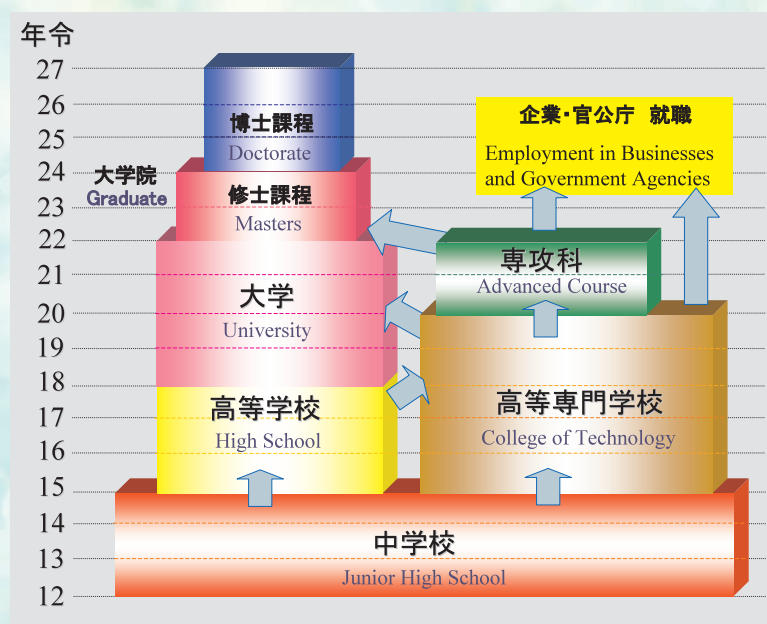 年令
27
26
25
24
23
22
21
20
19
18
17
16
15
14
13
12
博士課程
Doctorate
大学院
Graduate
修士課程
Masters
大学
University
高等学校
High School
企業・官公庁 就職
Employment in Businesses
and Government Agencies
専攻科
Advanced Course
高等専門学校
College of Technology
中学校
Junior High School